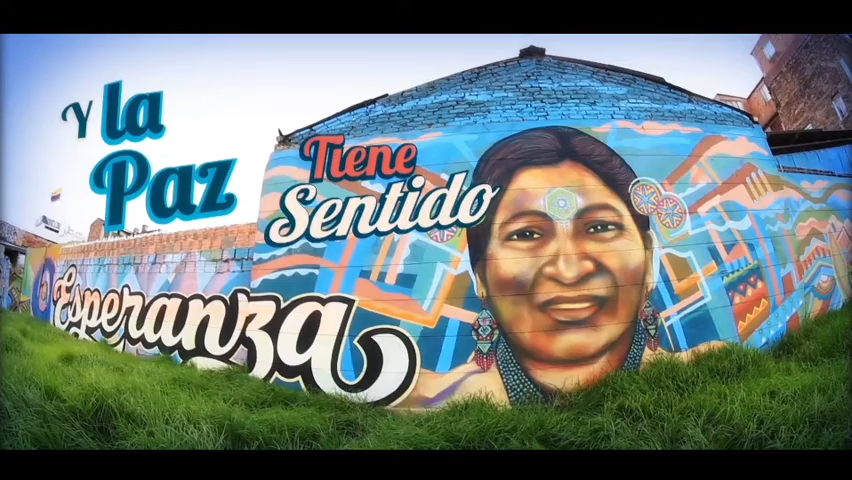 Y la
Paz
Tiene
Sentido
Esperanza